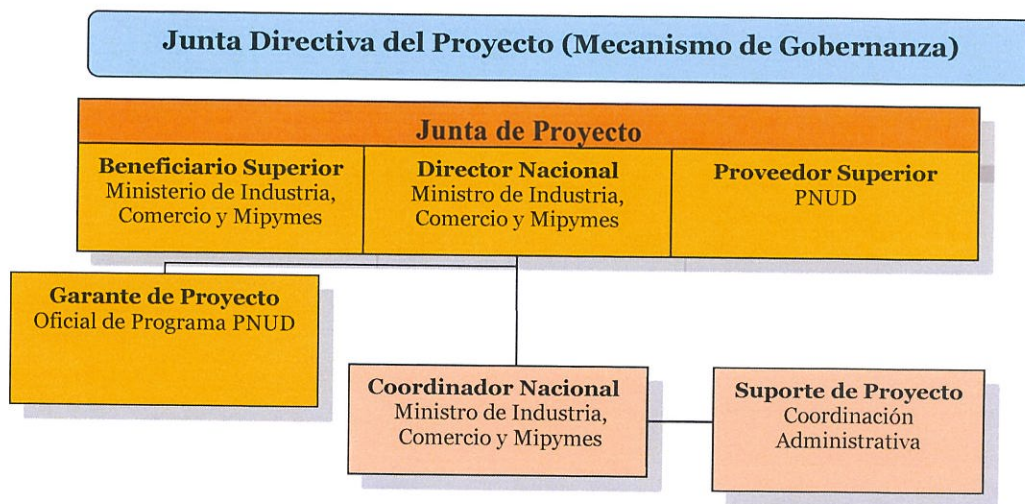 Junta Directiva del Proyecto (Mecanismo de Gobernanza)
Junta de Proyecto
Beneficiario Superior
Ministerio de Industria,
Comercio y Mipymes
Director Nacional
Ministro de Industria,
Comercio y Mipymes
Proveedor Superior
PNUD
Garante de Proyecto
Oficial de Programa PNUD
Coordinador Nacional
Ministro de Industria,
Comercio y Mipymes
Suporte de Proyecto
Coordinación
Administrativa